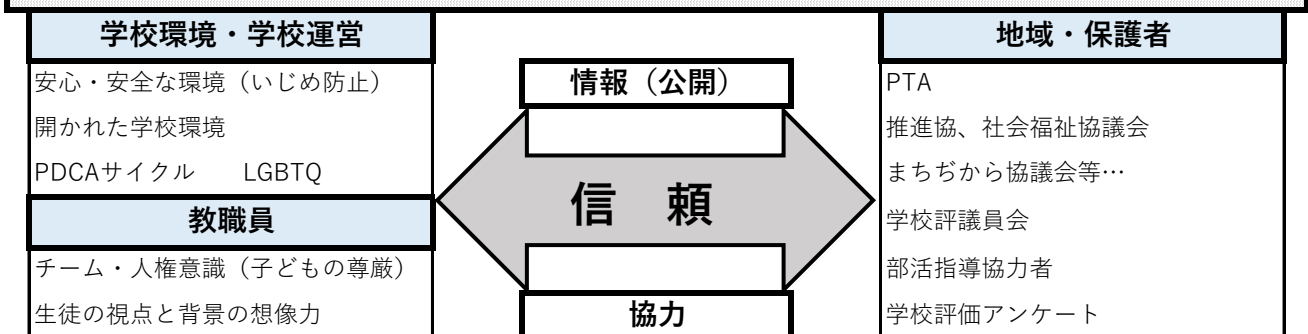 学校環境・学校運営
安心・安全な環境（いじめ防止）
開かれた学校環境
PDCAサイクル　　LGBTQ
教職員
チーム・人権意識（子どもの尊厳）
生徒の視点と背景の想像力
情報（公開）
信　頼
協力
地域・保護者
PTA
推進協、社会福祉協議会
まちぢから協議会等…
学校評議員会
部活指導協力者
学校評価アンケート